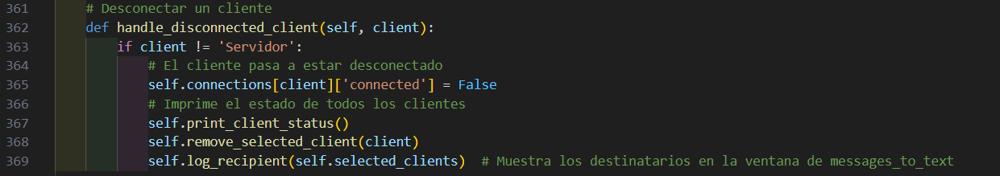 361 # Desconectar un cliente
362 def handle_disconnected_client(self, client):
363 if client != 'Servidor':
364 # El cliente pasa a estar desconectado
365 self.connections[client]['connected'] = False
366 # Imprime el estado de todos los clientes
367 self.print_client_status()
368 self.remove_selected_client(client)
369 self.log_recipient(self.selected_clients) # Muestra los destinatarios en la ventana de messages_to_text